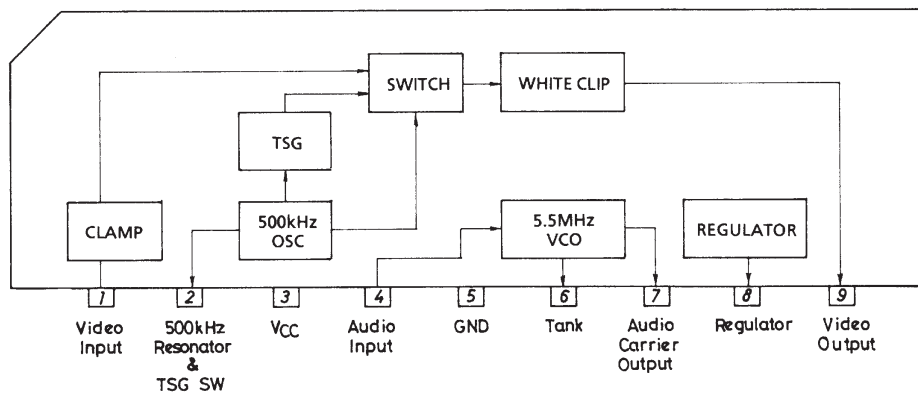 SWITCH
WHITE CLIP
TSG
CLAMP
500kHz
OSC
5.5MHz
VCO
REGULATOR
1
2
3
4
5
6
7
8
9
Video
Input
500kHz
Resonator
&
TSG SW
VCC
Audio
Input
GND
Tank
Audio
Carrier
Output
Regulator
Video
Output